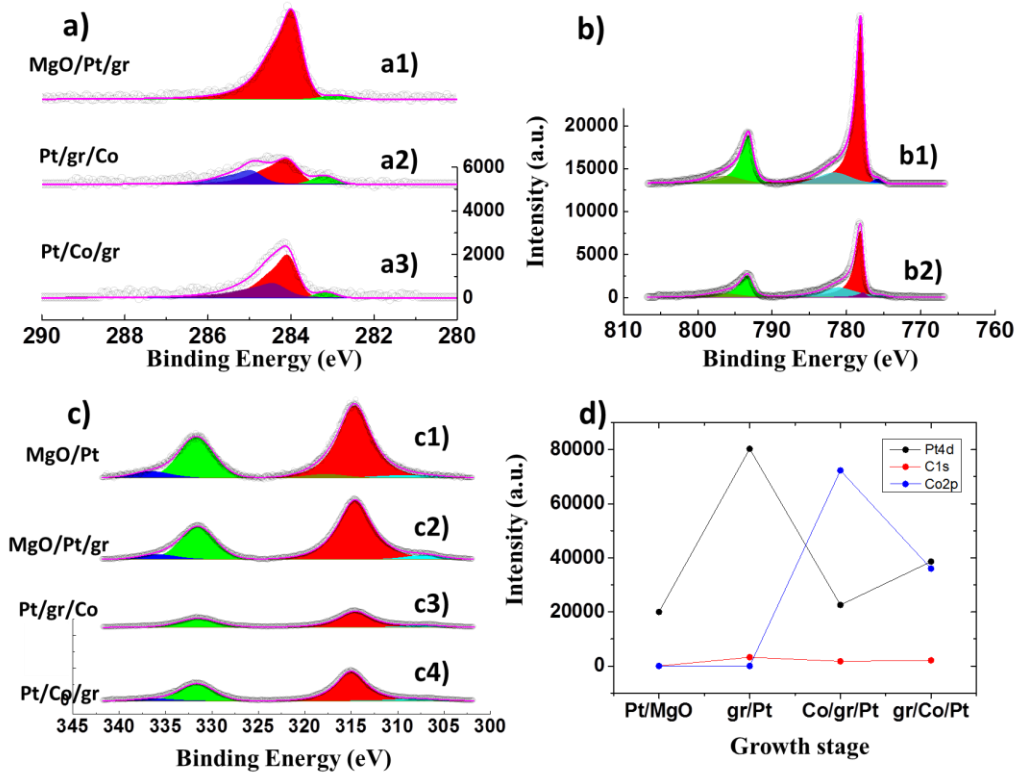 a)
MgO/Pt/gr
a1)
Pt/gr/Co
a2)
6000
4000
Pt/Co/gr
a3)
2000
0
290 288 286 284 282 280
Binding Energy (eV)
b)
Intensity (a.u.)
20000
15000
10000
5000
0
b1)
b2)
810 800 790 780 770 760
Binding Energy (eV)
c)
MgO/Pt
c1)
MgO/Pt/gr
c2)
Pt/gr/Co
c3)
Pt/Co/gr
0
c4)
345 340 335 330 325 320 315 310 305 300
Binding Energy (eV)
d)
Intensity (a.u.)
80000
60000
40000
20000
0
Pt4d
C1s
Co2p
Pt/MgO gr/Pt Co/gr/Pt gr/Co/Pt
Growth stage